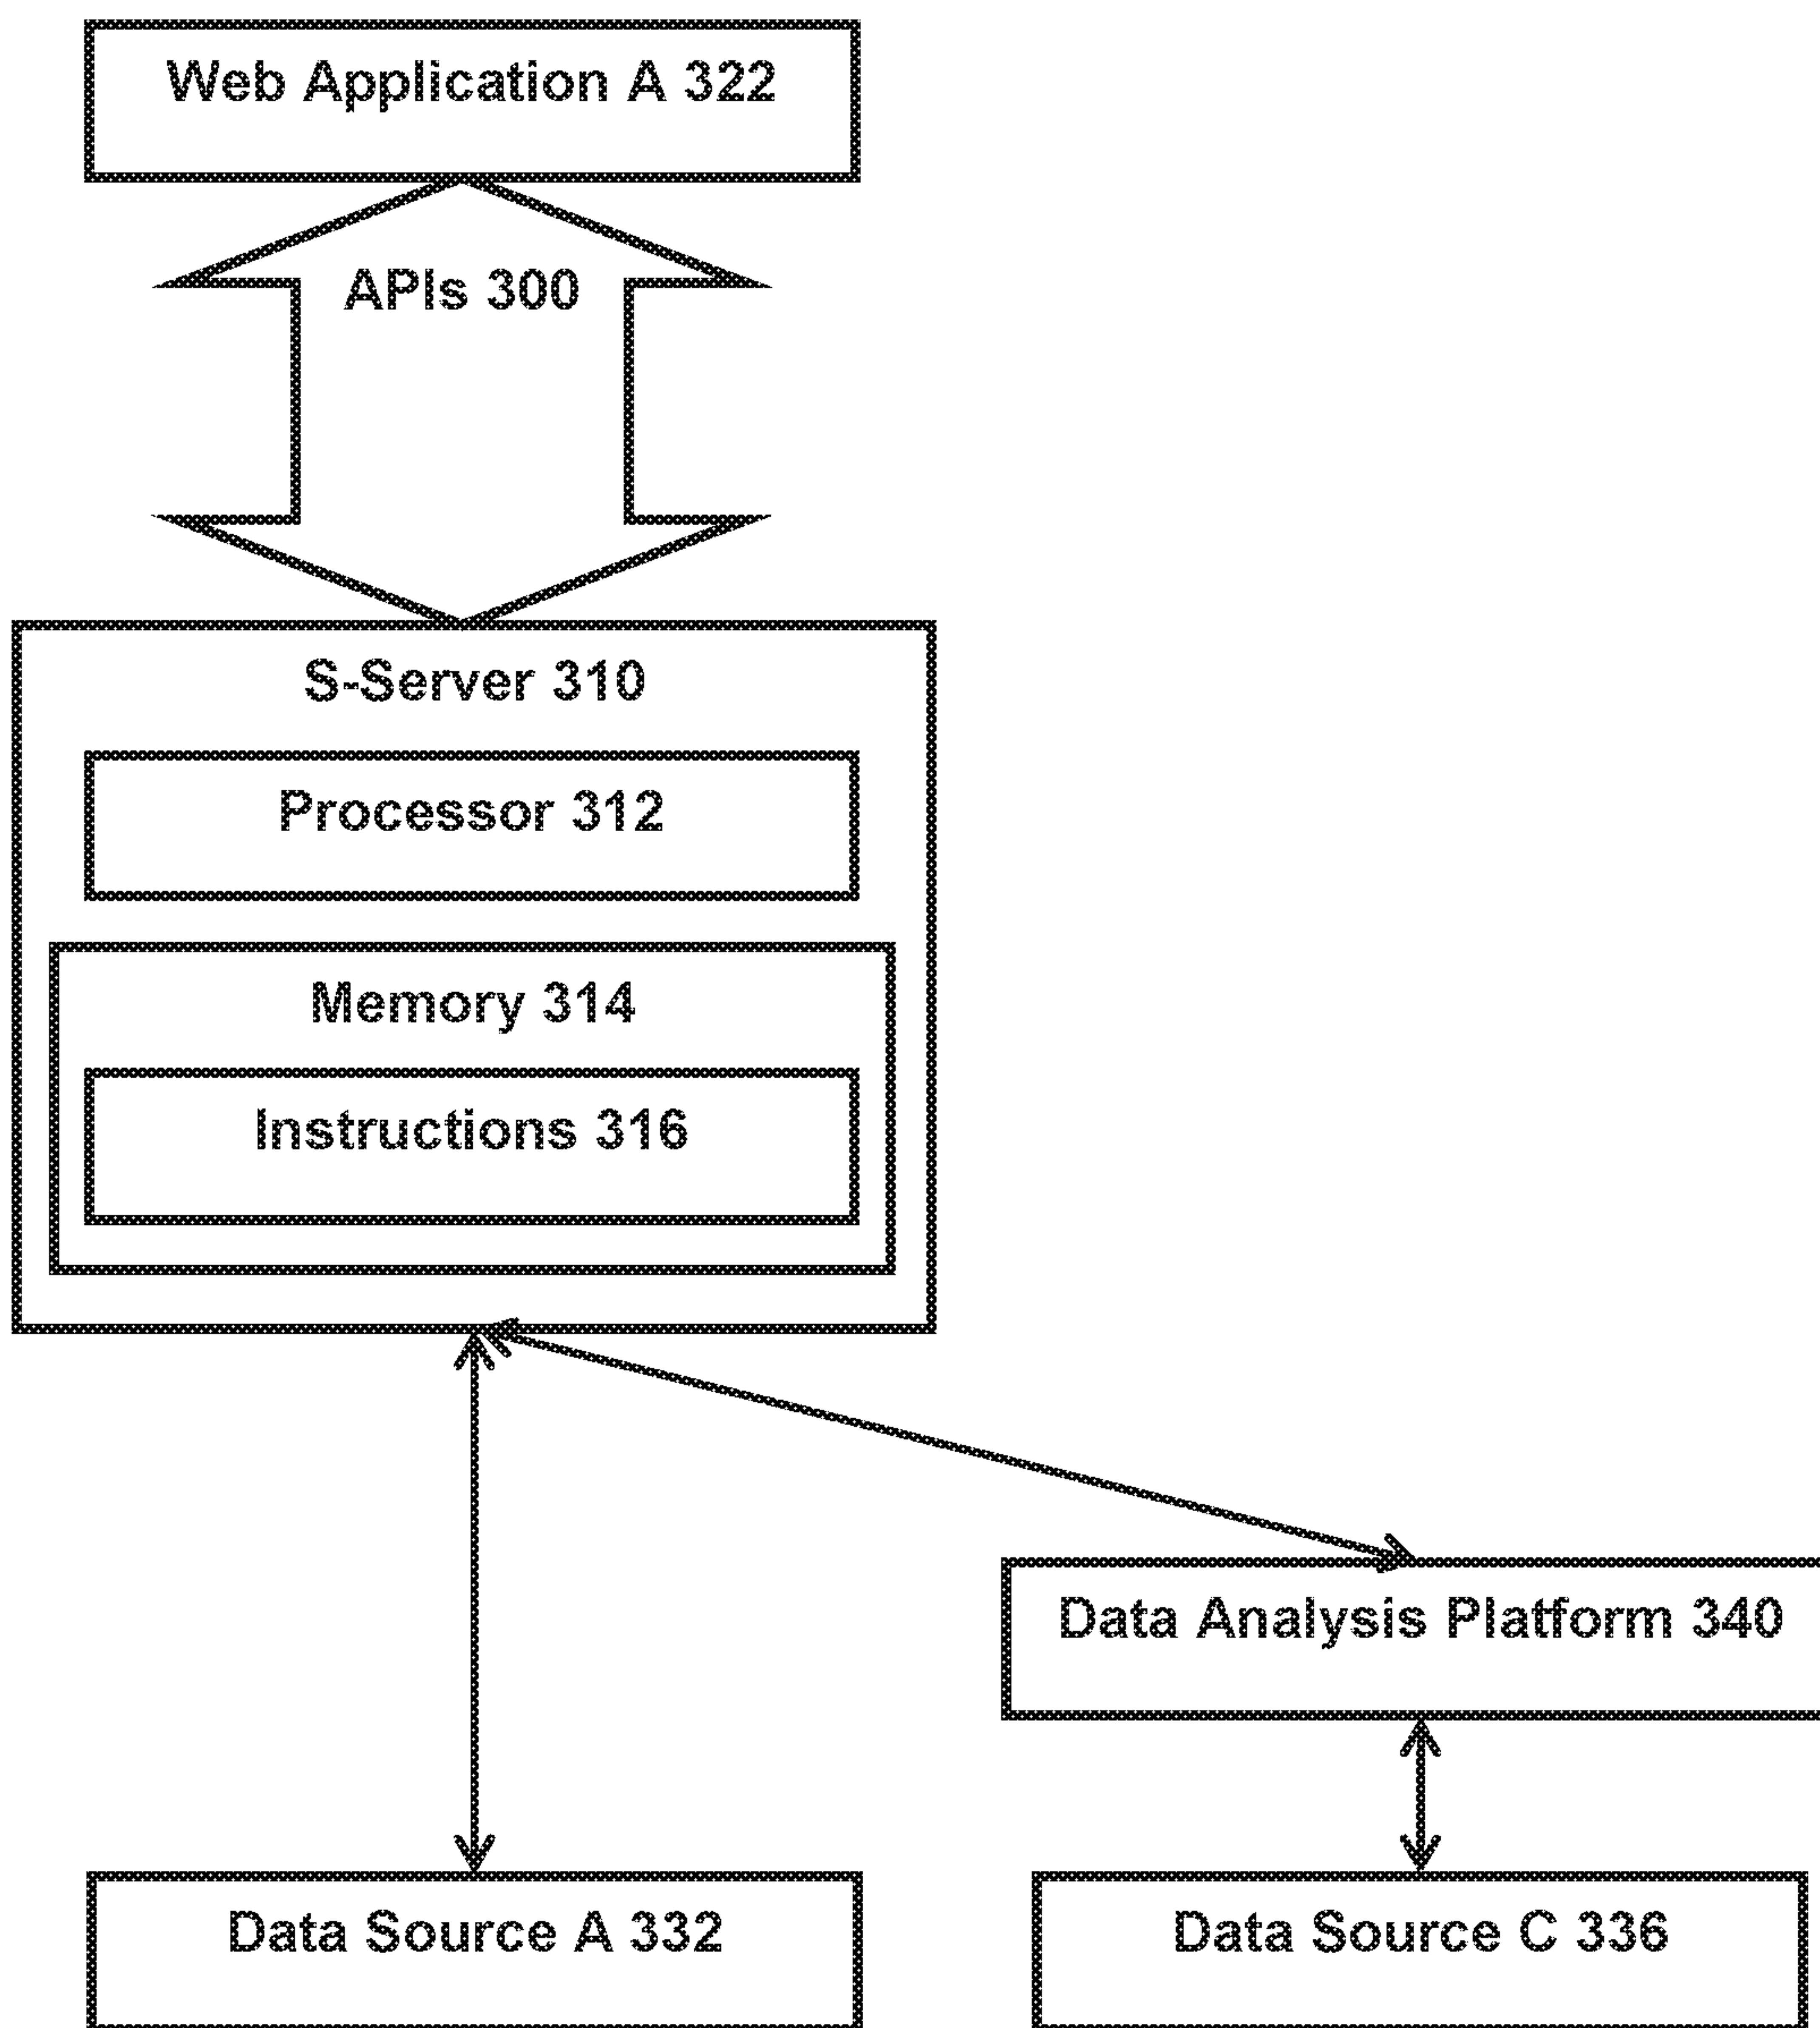 Web Application A 322
APIs 300
S-Server 310
Processor 312
Memory 314
Instructions 316
Data Analysis Platform 340
Data Source A 332
Data Source C 336